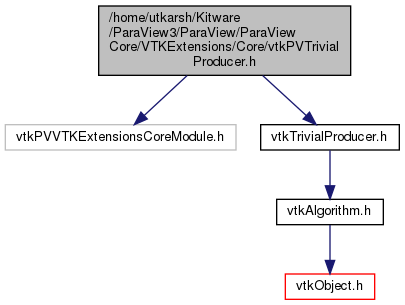 /home/utkarsh/Kitware
/ParaView3/ParaView/ParaView
Core/VTKExtensions/Core/vtkPVTrivial
Producer.h
vtkPVVTKExtensionsCoreModule.h
vtkTrivialProducer.h
vtkAlgorithm.h
vtkObject.h